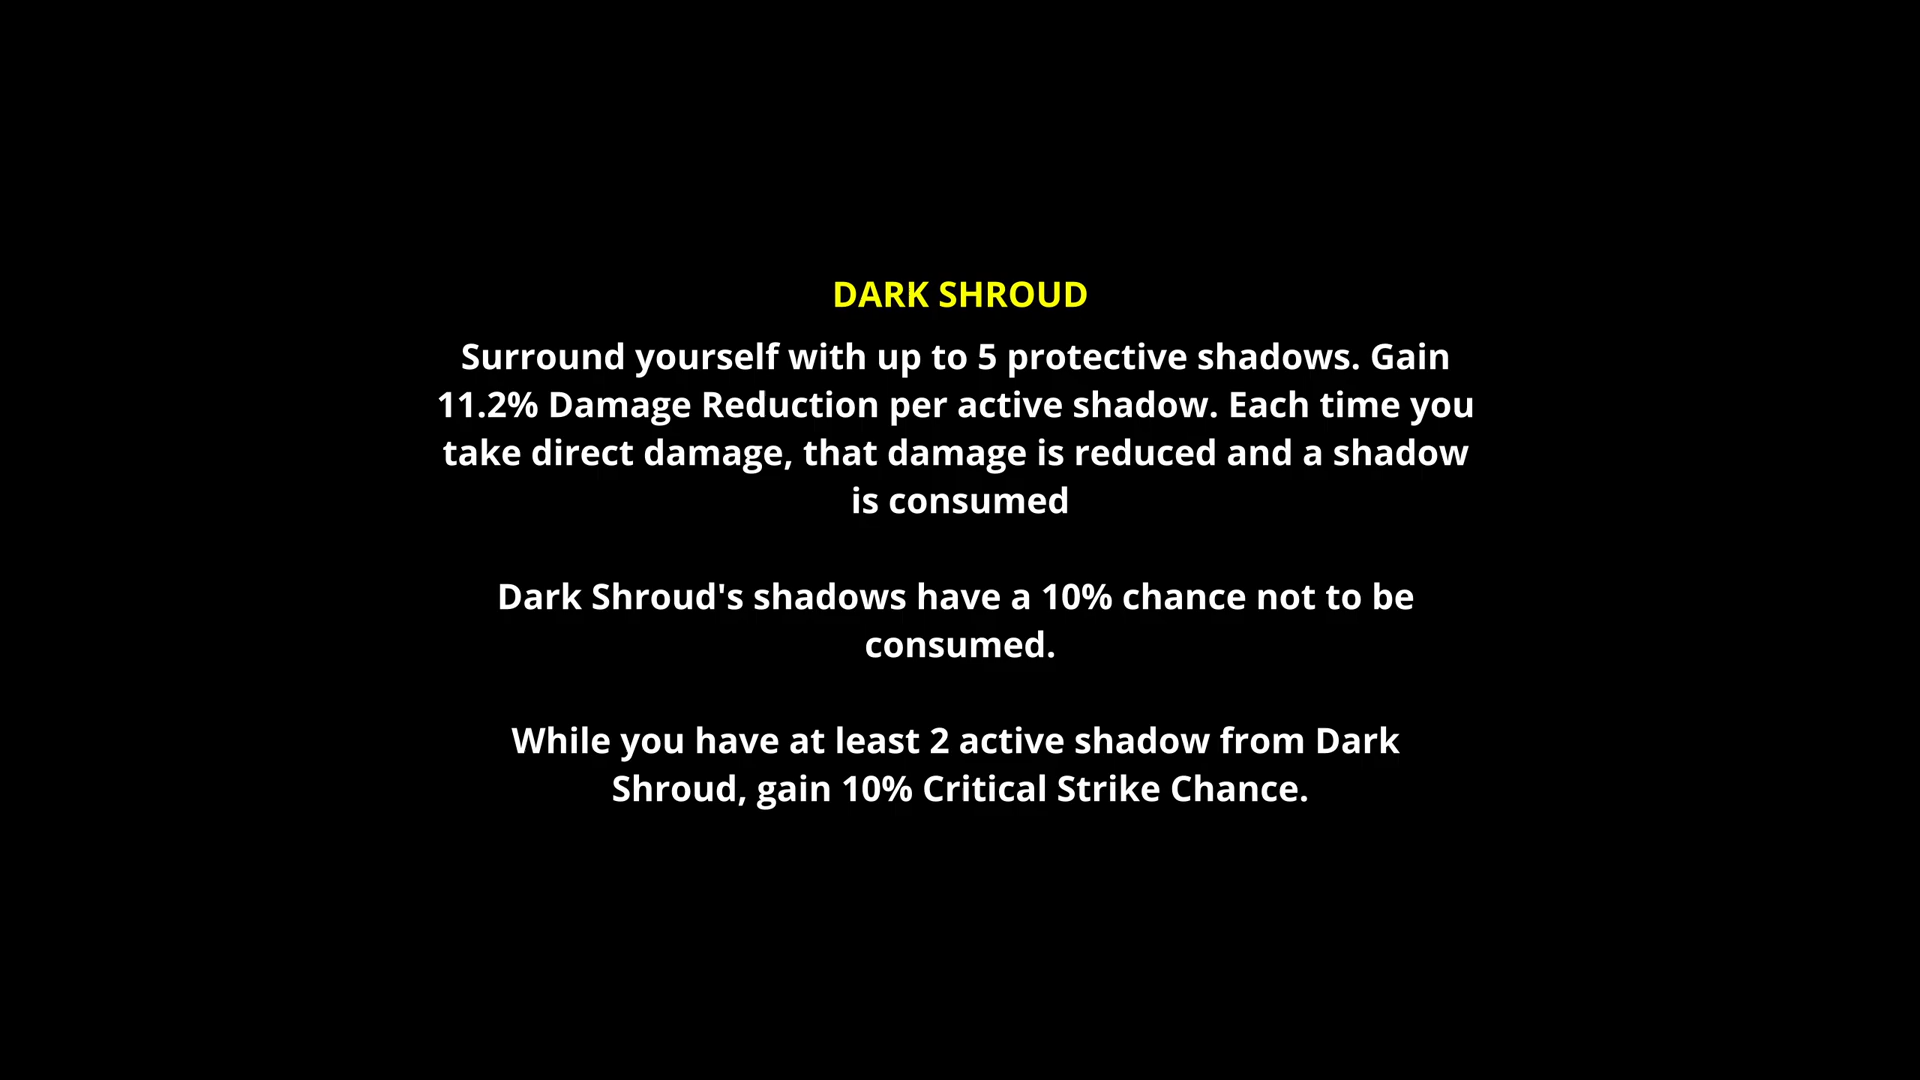 DARK SHROUD
Surround yourself with up to 5 protective shadows. Gain
11.2% Damage Reduction per active shadow. Each time you
take direct damage, that damage is reduced and a shadow
is consumed
Dark Shroud's shadows have a 10% chance not to be
consumed.
While you have at least 2 active shadow from Dark
Shroud, gain 10% Critical Strike Chance.